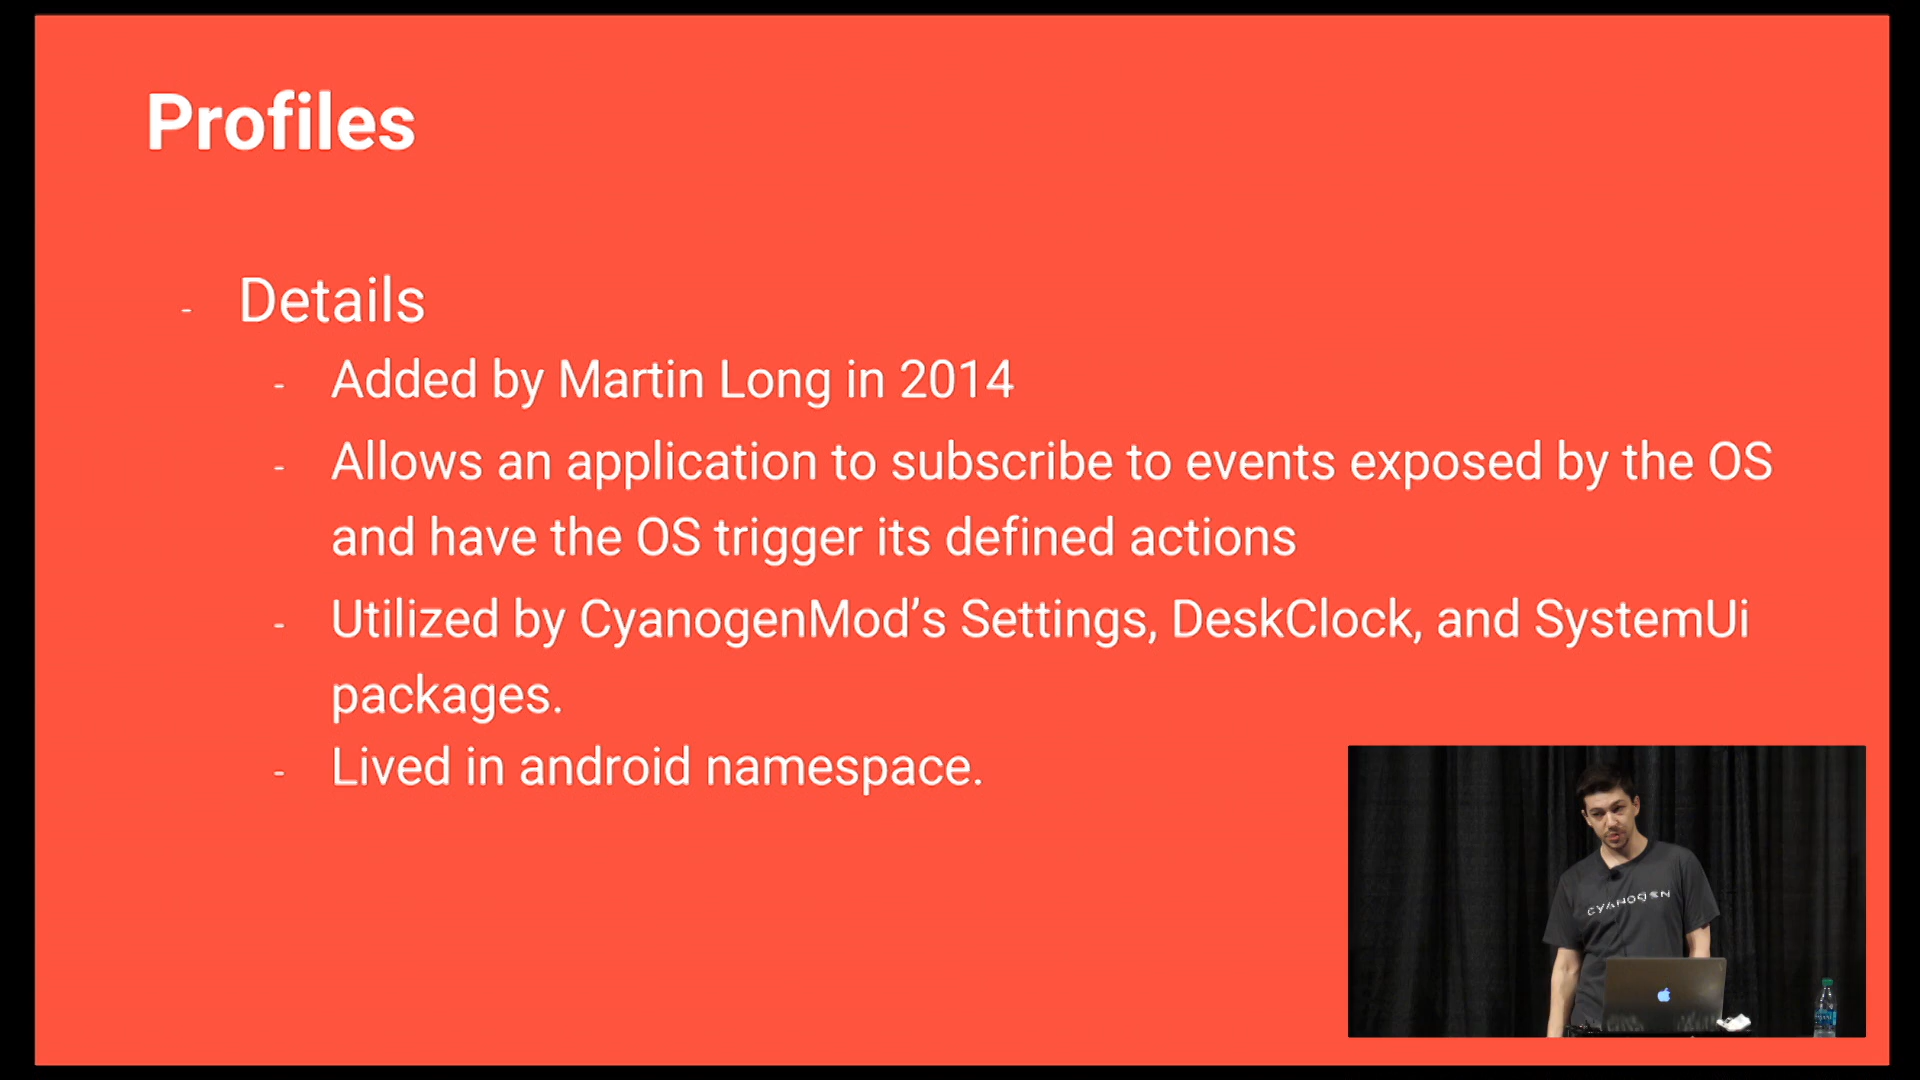 Profiles
- Details
- Added by Martin Long in 2014
- Allows an application to subscribe to events exposed by the OS
and have the OS trigger its defined actions
- Utilized by CyanogenMod’s Settings, DeskClock, and SystemUi
packages.
- Lived in android namespace.
CYANOGEN